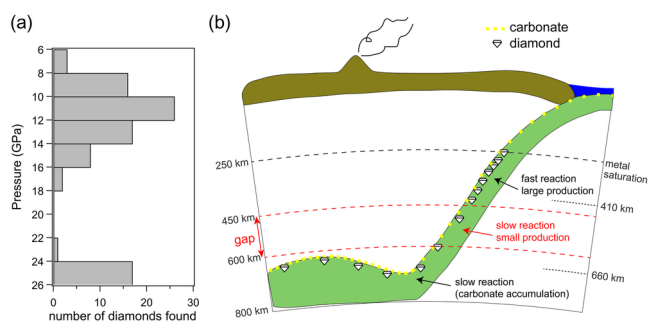 (a)
6
8
10
12
14
16
18
20
22
24
26
Pressure (GPa)
0
10
20
30
number of diamonds found
(b)
carbonate
diamond
250 km
metal
saturation
fast reaction
large production
410 km
450 km
gap
slow reaction
small production
600 km
660 km
slow reaction
(carbonate accumulation)
800 km